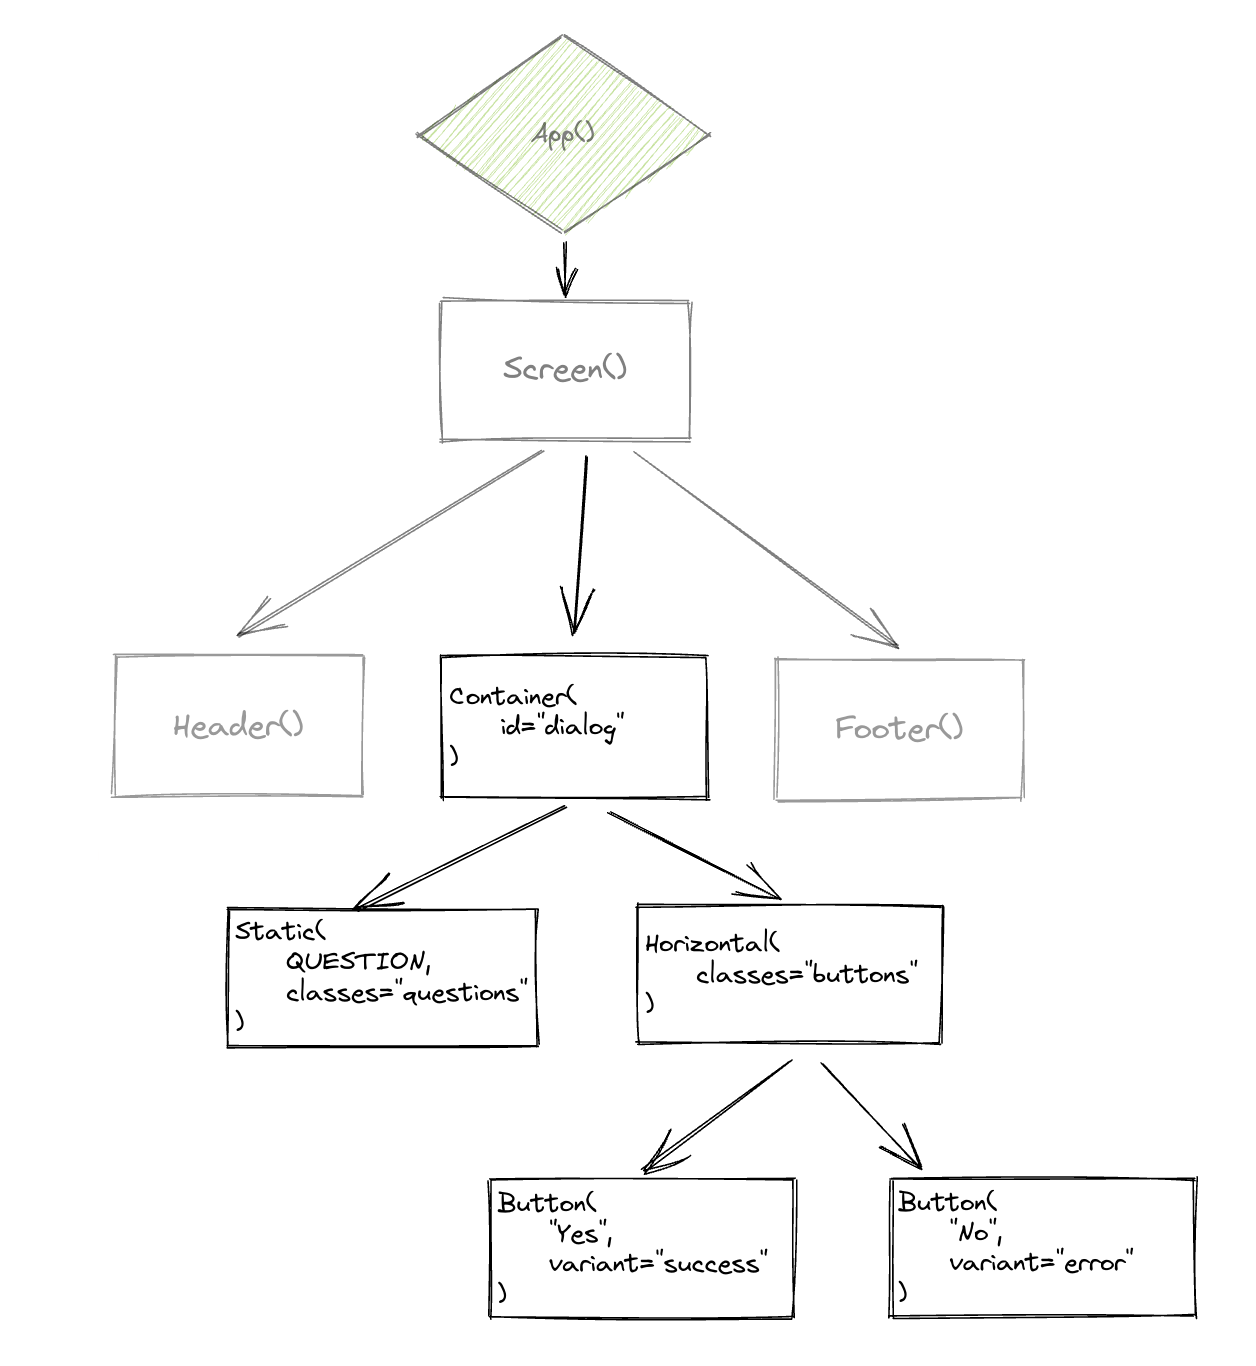 App()
Screen()
Header()
Container(
id="dialog"
)
Footer()
Static(
QUESTION,
classes="questions"
)
Horizontal(
classes="buttons"
)
Button(
"Yes",
variant="success"
)
Button(
"No",
variant="error"
)